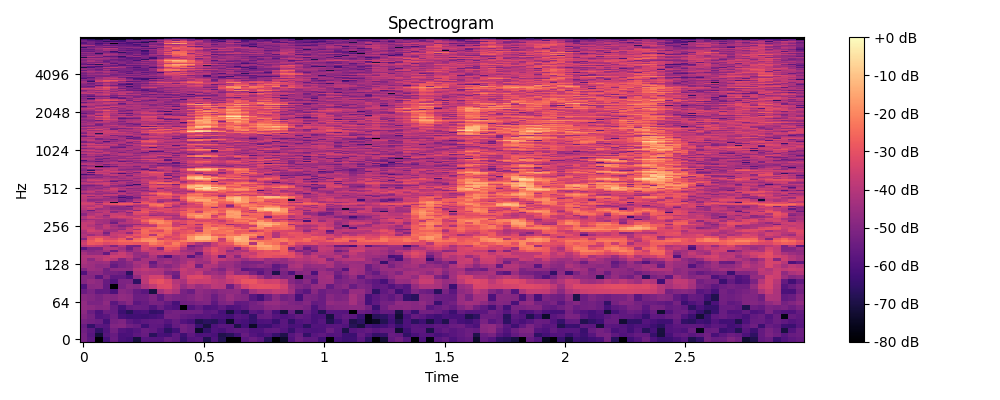 Spectrogram
Hz
4096
2048
1024
512
256
128
64
0
0
0.5
1
1.5
2
2.5
Time
+0 dB
-10 dB
-20 dB
-30 dB
-40 dB
-50 dB
-60 dB
-70 dB
-80 dB